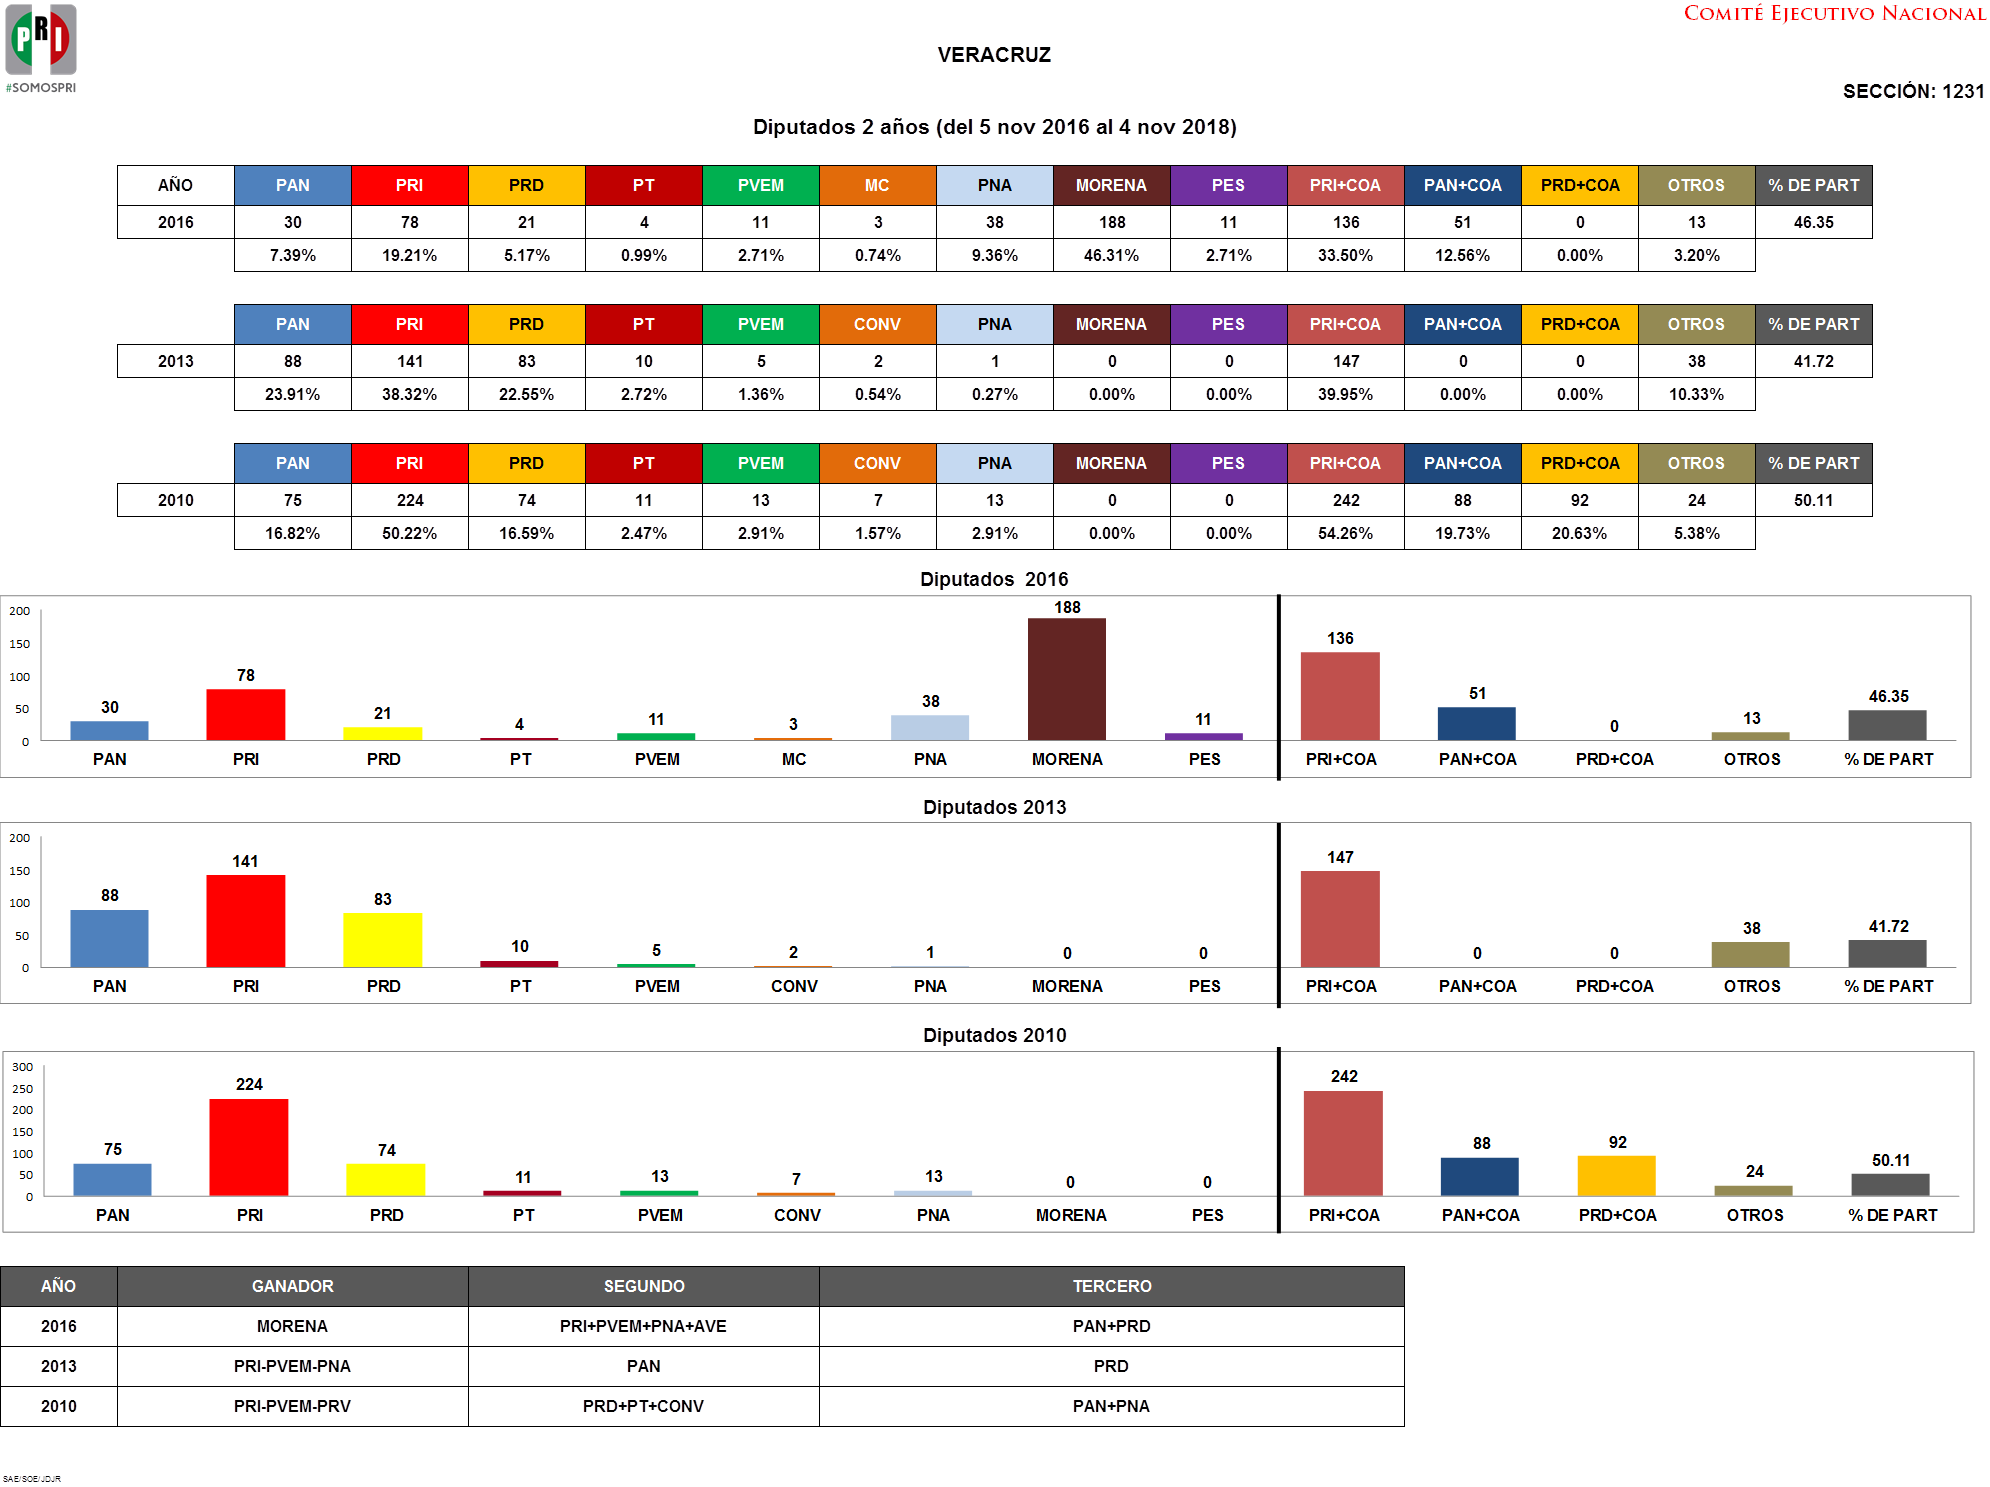 PRI
#SOMOSPRI
COMITÉ EJECUTIVO NACIONAL
VERACRUZ
SECCIÓN: 1231
Diputados 2 años (del 5 nov 2016 al 4 nov 2018)
AÑO PAN PRI PRD PT PVEM MC PNA MORENA PES PRI+COA PAN+COA PRD+COA OTROS % DE PART
2016 30 78 21 4 11 3 38 188 11 136 51 0 13 46.35
7.39% 19.21% 5.17% 0.99% 2.71% 0.74% 9.36% 46.31% 2.71% 33.50% 12.56% 0.00% 3.20%
PAN PRI PRD PT PVEM CONV PNA MORENA PES PRI+COA PAN+COA PRD+COA OTROS % DE PART
2013 88 141 83 10 5 2 1 0 0 147 0 0 38 41.72
23.91% 38.32% 22.55% 2.72% 1.36% 0.54% 0.27% 0.00% 0.00% 39.95% 0.00% 0.00% 10.33%
PAN PRI PRD PT PVEM CONV PNA MORENA PES PRI+COA PAN+COA PRD+COA OTROS % DE PART
2010 75 224 74 11 13 7 13 0 0 242 88 92 24 50.11
16.82% 50.22% 16.59% 2.47% 2.91% 1.57% 2.91% 0.00% 0.00% 54.26% 19.73% 20.63% 5.38%
Diputados 2016
200
150
100
50
0
30 78 21 4 11 3 38 188 11 136 51 0 13 46.35
PAN PRI PRD PT PVEM MC PNA MORENA PES PRI+COA PAN+COA PRD+COA OTROS % DE PART
Diputados 2013
200
150
100
50
0
88 141 83 10 5 2 1 0 0 147 0 0 38 41.72
PAN PRI PRD PT PVEM CONV PNA MORENA PES PRI+COA PAN+COA PRD+COA OTROS % DE PART
Diputados 2010
300
250
200
150
100
50
0
75 224 74 11 13 7 13 0 0 242 88 92 24 50.11
PAN PRI PRD PT PVEM CONV PNA MORENA PES PRI+COA PAN+COA PRD+COA OTROS % DE PART
AÑO GANADOR SEGUNDO TERCERO
2016 MORENA PRI+PVEM+PNA+AVE PAN+PRD
2013 PRI-PVEM-PNA PAN PRD
2010 PRI-PVEM-PRV PRD+PT+CONV PAN+PNA
SAE/SOE/JDJR